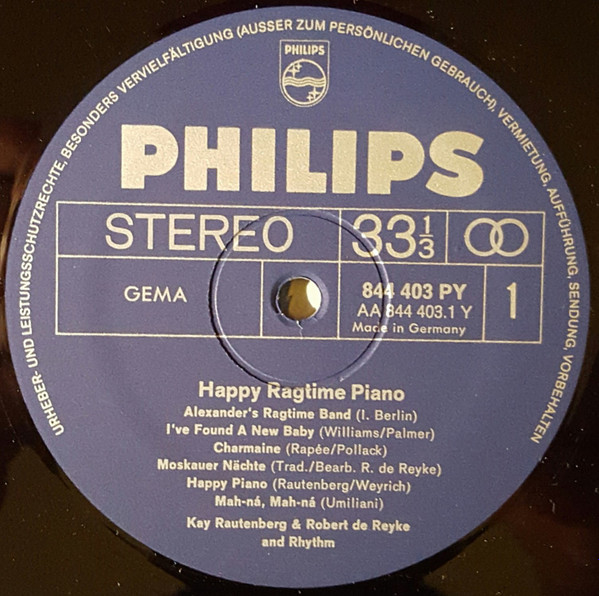 URHEBER- UND LEISTUNGSSCHUTZRECHTE, BESONDERS VERVIELFÄLTIGUNG (AUSSER ZUM PERSÖNLICHEN GEBRAUCH), VERMIETUNG, AUFFÜHRUNG, SENDUNG, VORBEHALTEN
PHILIPS
PHILIPS
STEREO 33 1/3
GEMA 844 403 PY 1
AA 844 403.1 Y
Made in Germany
Happy Ragtime Piano
Alexander's Ragtime Band (I. Berlin)
I've Found A New Baby (Williams/Palmer)
Charmaine (Rapée/Pollack)
Moskauer Nächte (Trad./Bearb. R. de Reyke)
Happy Piano (Rautenberg/Weyrich)
Mah-ná, Mah-ná (Umiliani)
Kay Rautenberg & Robert de Reyke
and Rhythm